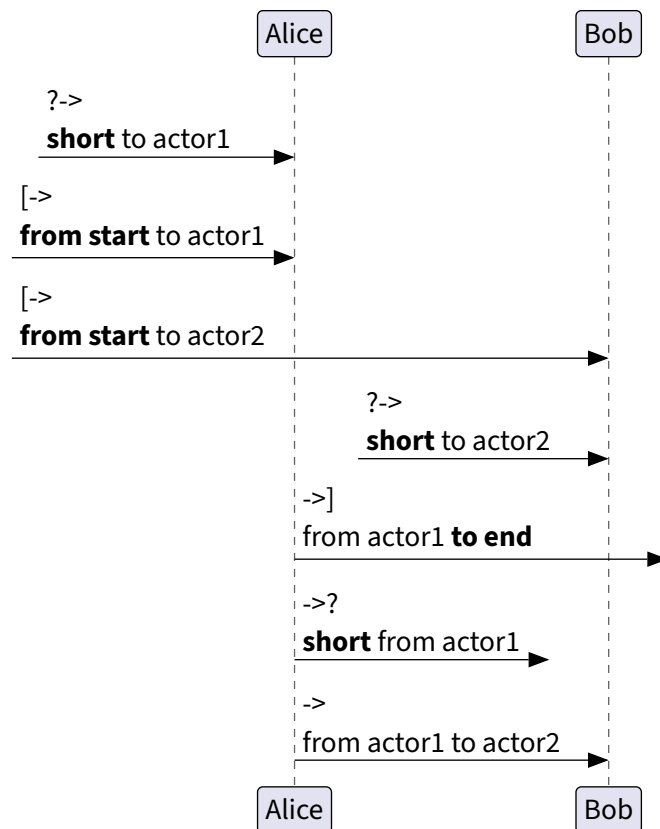 Alice Bob
?->
short to actor1
[->
from start to actor1
[->
from start to actor2
?->
short to actor2
->]
from actor1 to end
->?
short from actor1
->
from actor1 to actor2
Alice Bob